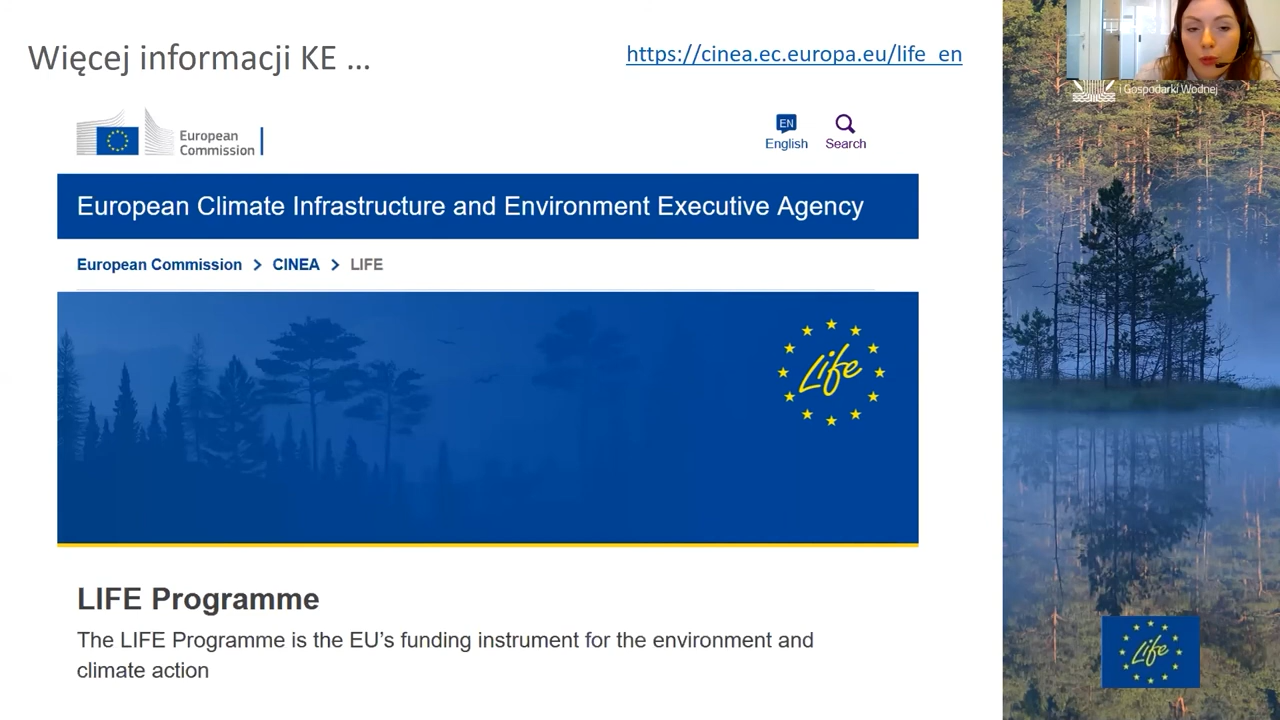 Więcej informacji KE ...
https://cinea.ec.europa.eu/life_en
i Gospodarki Wodnej
European
Commission
EN
English
Search
European Climate Infrastructure and Environment Executive Agency
European Commission > CINEA > LIFE
Life
LIFE Programme
The LIFE Programme is the EU’s funding instrument for the environment and
climate action
Life